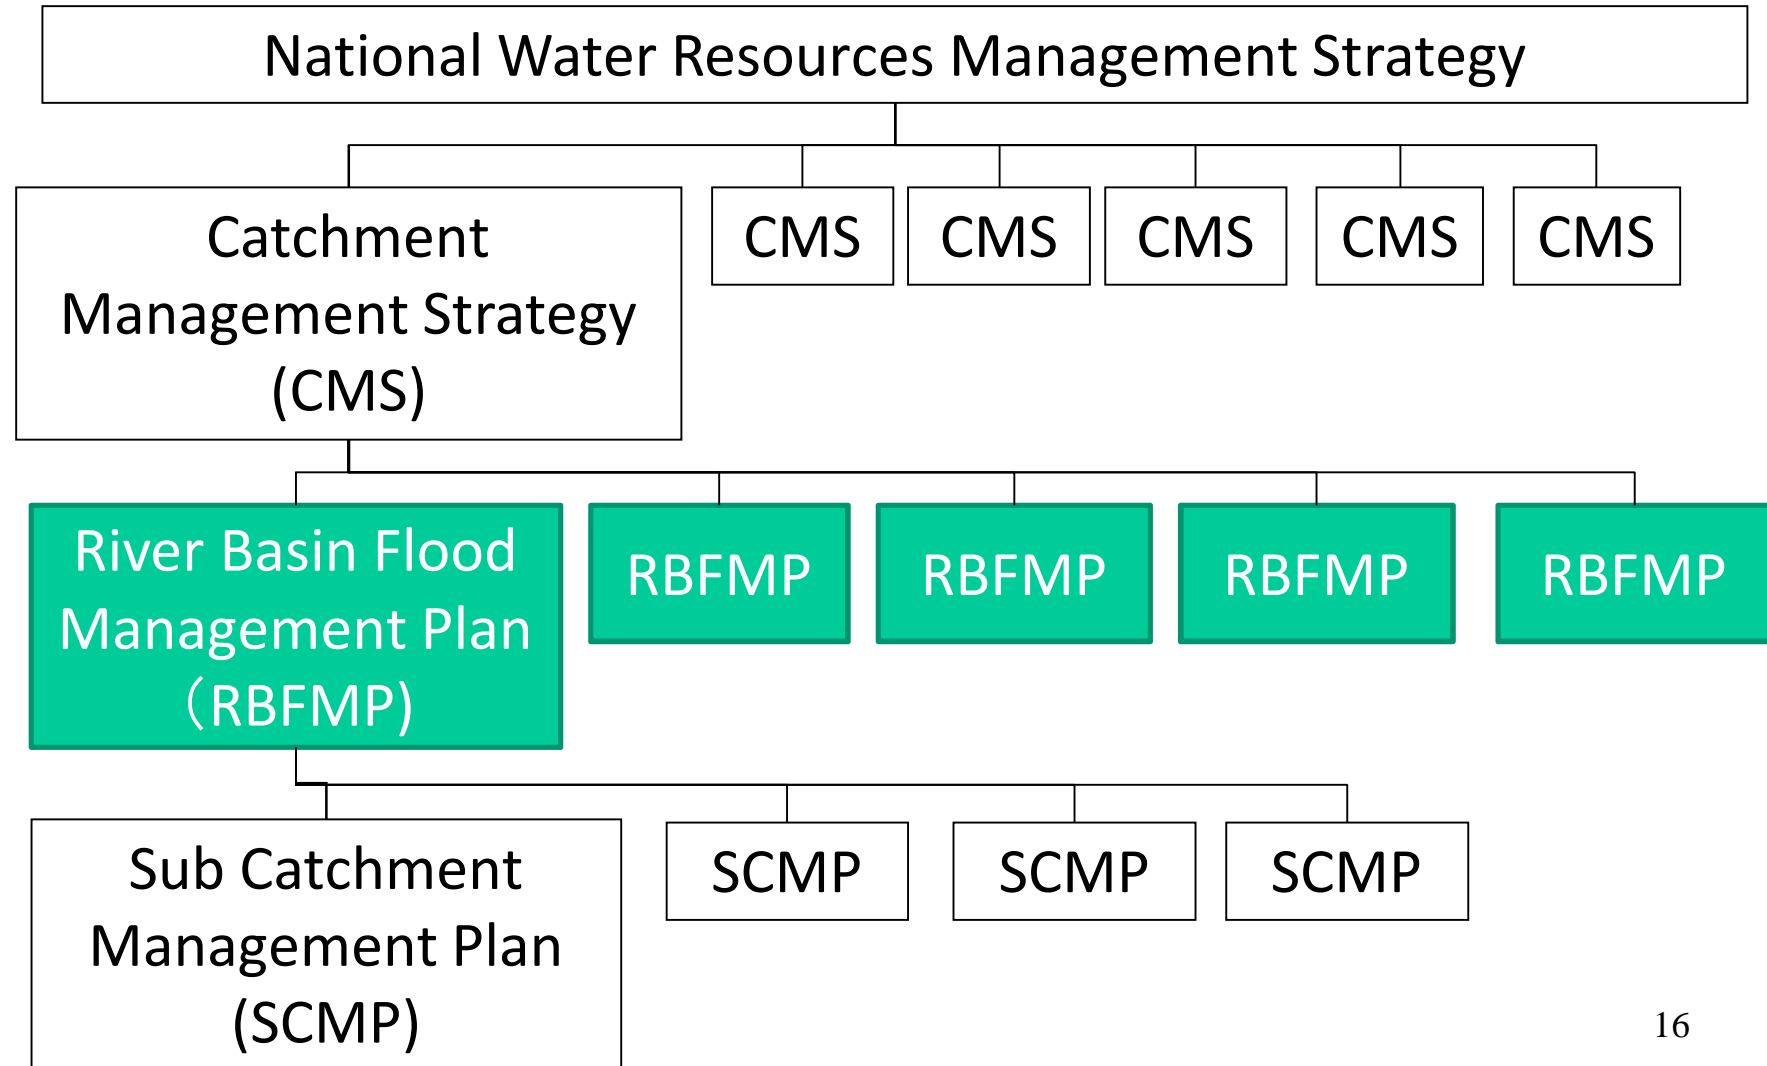 National Water Resources Management Strategy
Catchment
Management Strategy
(CMS)
CMS
CMS
CMS
CMS
CMS
River Basin Flood
Management Plan
（RBFMP)
RBFMP
RBFMP
RBFMP
RBFMP
Sub Catchment
Management Plan
(SCMP)
SCMP
SCMP
SCMP
16